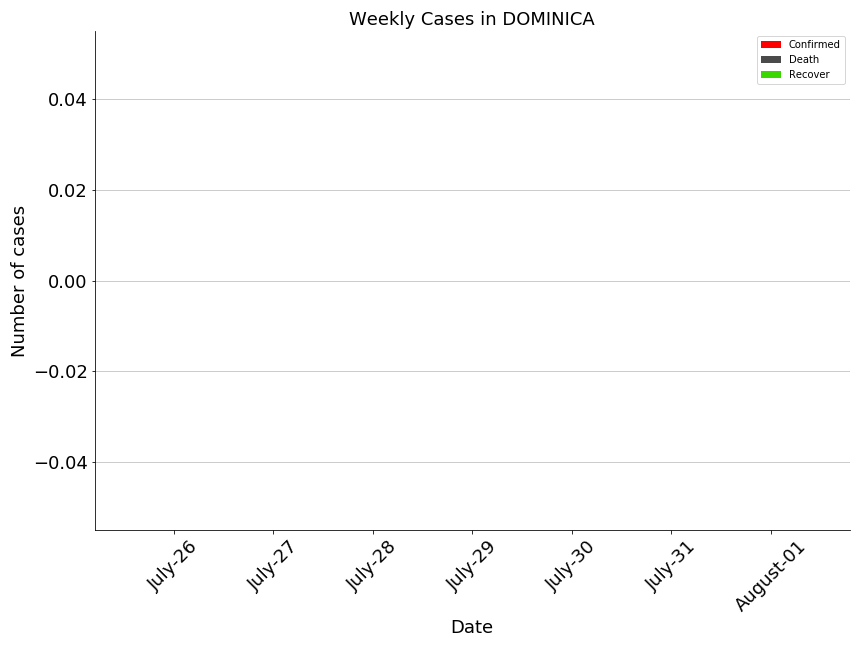 Weekly Cases in DOMINICA
Confirmed
Death
Recover
0.04
0.02
0.00
−0.02
−0.04
Number of cases
July-26
July-27
July-28
July-29
July-30
July-31
August-01
Date